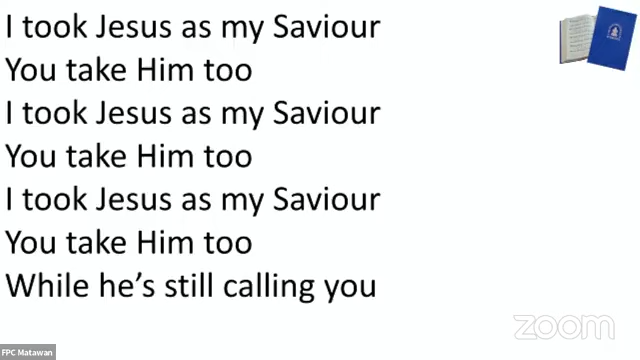 I took Jesus as my Saviour
You take Him too
I took Jesus as my Saviour
You take Him too
I took Jesus as my Saviour
You take Him too
While he's still calling you
zoom
FPC Matawan